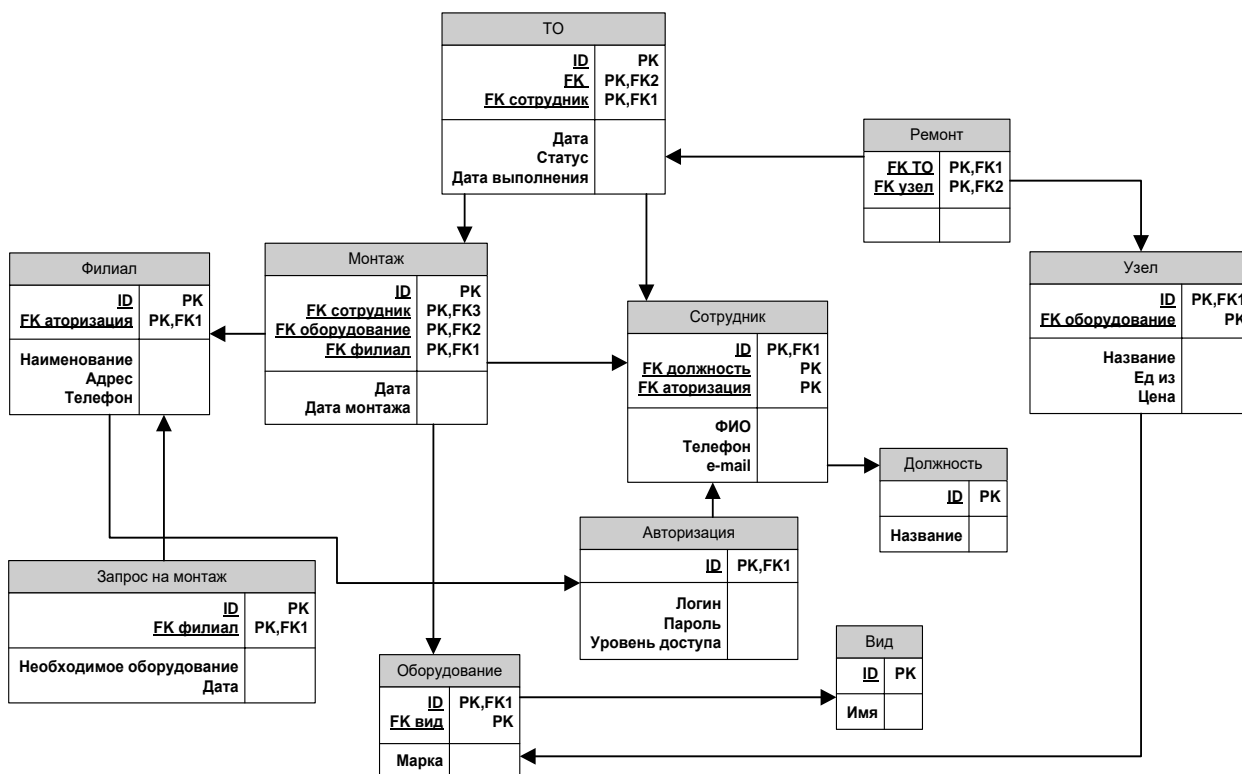 ТО
ID PK
FK PK,FK2
FK сотрудник PK,FK1
Дата
Статус
Дата выполнения
Ремонт
FK ТО PK,FK1
FK узел PK,FK2
Филиал
ID PK
FK аторизация PK,FK1
Наименование
Адрес
Телефон
Монтаж
ID PK
FK сотрудник PK,FK3
FK оборудование PK,FK2
FK филиал PK,FK1
Дата
Дата монтажа
Сотрудник
ID PK,FK1
FK должность PK
FK аторизация PK
ФИО
Телефон
e-mail
Узел
ID PK,FK1
FK оборудование PK
Название
Ед из
Цена
Должность
ID PK
Название
Запрос на монтаж
ID PK
FK филиал PK,FK1
Необходимое оборудование
Дата
Авторизация
ID PK,FK1
Логин
Пароль
Уровень доступа
Оборудование
ID PK,FK1
FK вид PK
Марка
Вид
ID PK
Имя